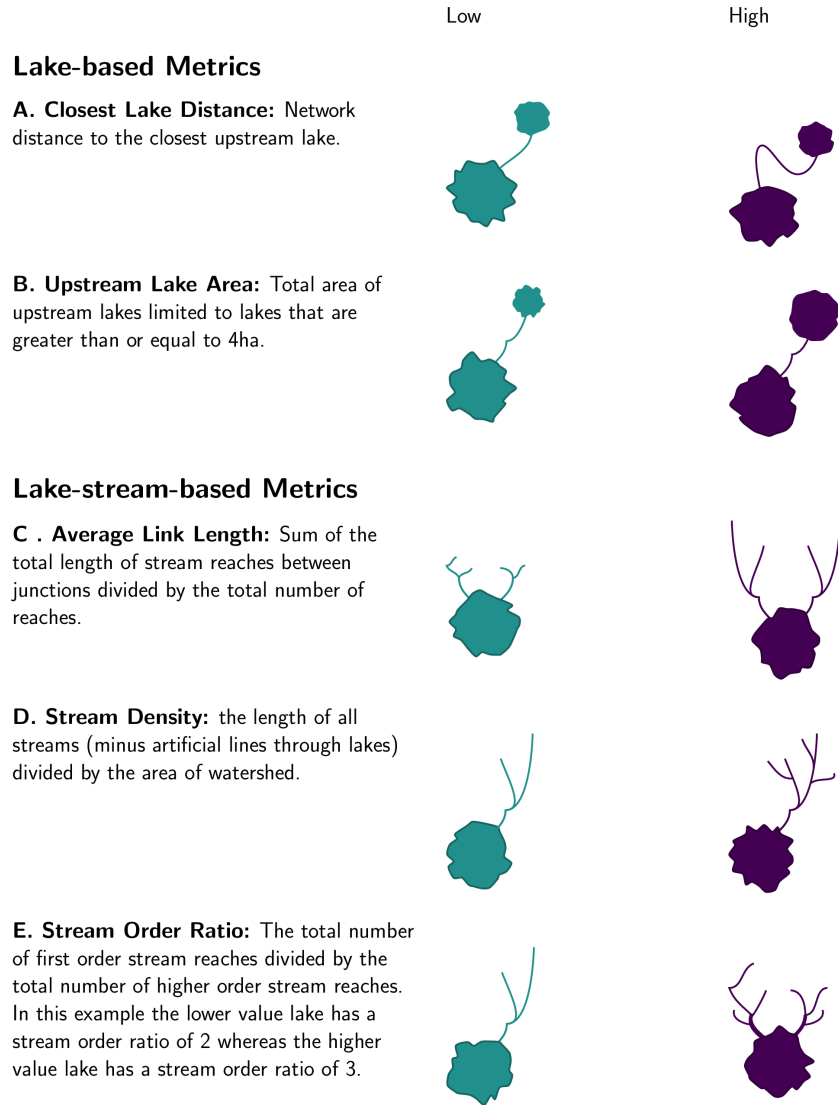 Low High
Lake-based Metrics
A. Closest Lake Distance: Network
distance to the closest upstream lake.
B. Upstream Lake Area: Total area of
upstream lakes limited to lakes that are
greater than or equal to 4ha.
Lake-stream-based Metrics
C . Average Link Length: Sum of the
total length of stream reaches between
junctions divided by the total number of
reaches.
D. Stream Density: the length of all
streams (minus artificial lines through lakes)
divided by the area of watershed.
E. Stream Order Ratio: The total number
of first order stream reaches divided by the
total number of higher order stream reaches.
In this example the lower value lake has a
stream order ratio of 2 whereas the higher
value lake has a stream order ratio of 3.